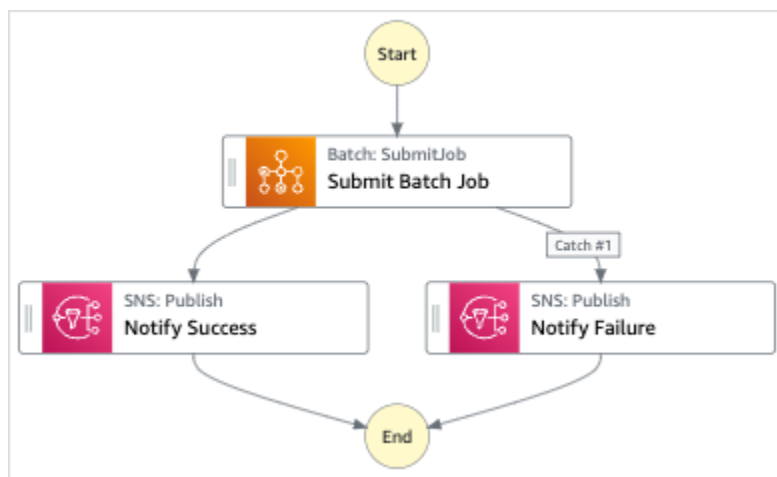 Start
Batch: SubmitJob
Submit Batch Job
Catch #1
SNS: Publish
Notify Success
SNS: Publish
Notify Failure
End